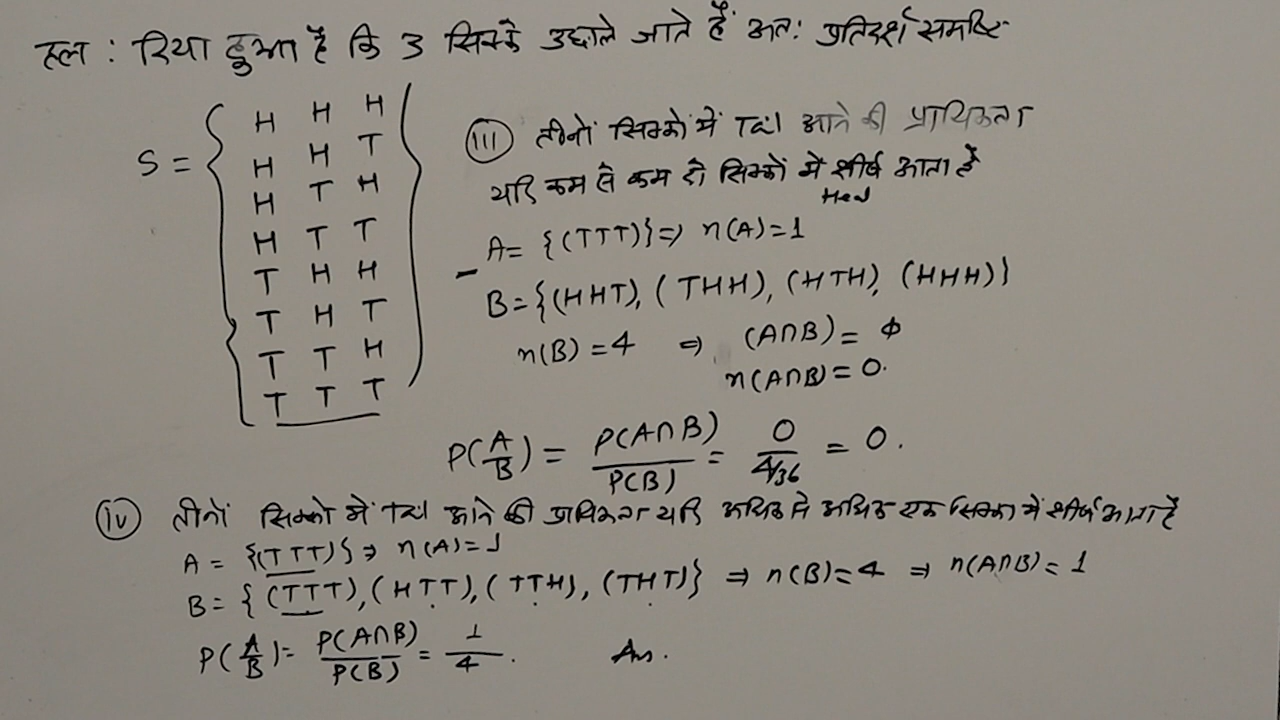 हल : दिया हुआ है कि 3 सिक्के उछाले जाते हैं अत: प्रतिदर्श समष्टि
S = { H H H
H H T
H T H
H T T
T H H
T H T
T T H
T T T }
(iii) तीनों सिक्कों में Tail आने की प्रायिकता
यदि कम से कम दो सिक्कों में शीर्ष आता है
Head
A = {(TTT)} ⇒ n(A)=1
B = {(HHT), (THH), (HTH), (HHH)}
n(B) = 4 ⇒ (A∩B) = ϕ
n(A∩B) = 0.
P(A/B) = P(A∩B)/P(B) = 0/4/36 = 0.
(iv) तीनों सिक्को में Tail आने की प्रायिकता यदि अधिक से अधिक एक सिक्का में शीर्ष आता है
A = {(TTT)} ⇒ n(A)=1
B = {(TTT), (HTT), (TTH), (THT)} ⇒ n(B)=4 ⇒ n(A∩B) = 1
P(A/B) = P(A∩B)/P(B) = 1/4. Ans.